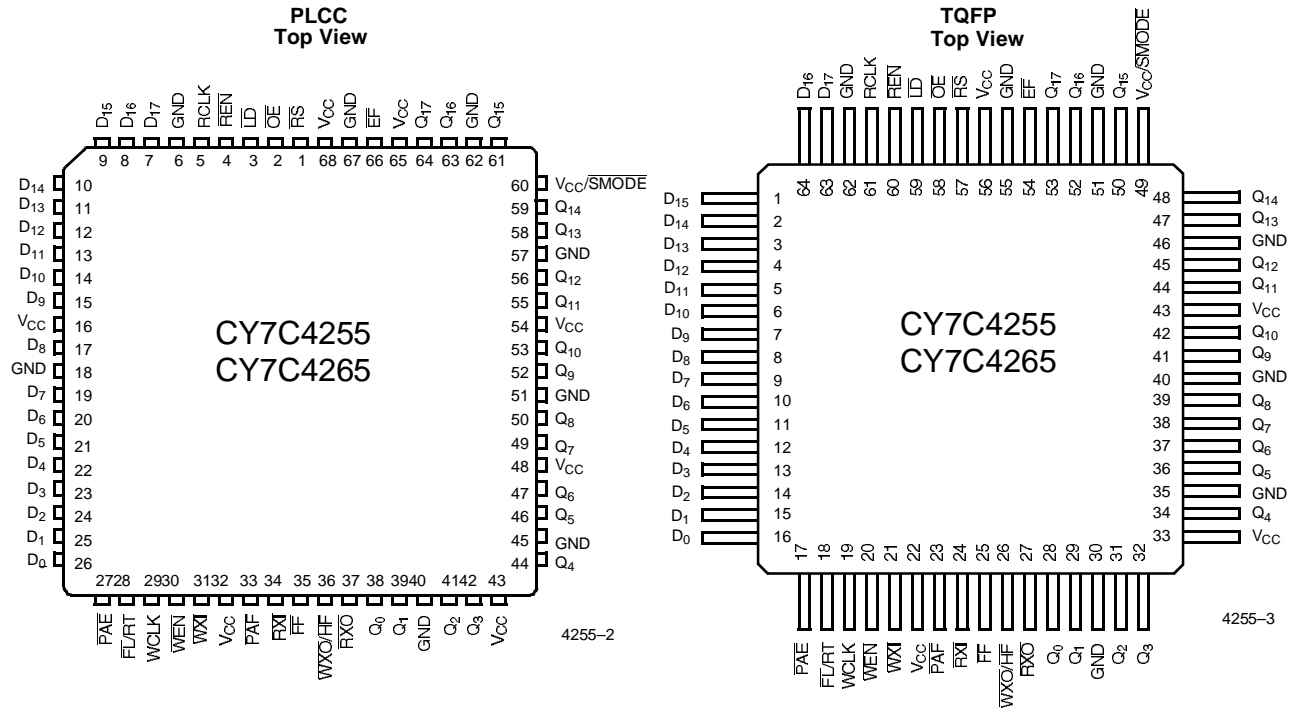 PLCC
Top View
D15 D16 D17 GND RCLK REN LD OE RS VCC GND EF VCC Q17 Q16 GND Q15
9 8 7 6 5 4 3 2 1 68 67 66 65 64 63 62 61
D14 10
D13 11
D12 12
D11 13
D10 14
D9 15
VCC 16
D8 17
GND 18
D7 19
D6 20
D5 21
D4 22
D3 23
D2 24
D1 25
D0 26
CY7C4255
CY7C4265
60 VCC/SMODE
59 Q14
58 Q13
57 GND
56 Q12
55 Q11
54 VCC
53 Q10
52 Q9
51 GND
50 Q8
49 Q7
48 VCC
47 Q6
46 Q5
45 GND
44 Q4
27 28 29 30 31 32 33 34 35 36 37 38 39 40 41 42 43
PAE FL/RT WCLK WEN WXI VCC PAF RXI FF WXO/HF RXO Q0 Q1 GND Q2 Q3 VCC
4255–2
TQFP
Top View
D16 D17 GND RCLK REN LD OE RS VCC GND EF Q17 Q16 GND Q15 VCC/SMODE
64 63 62 61 60 59 58 57 56 55 54 53 52 51 50 49
D15 1
D14 2
D13 3
D12 4
D11 5
D10 6
D9 7
D8 8
D7 9
D6 10
D5 11
D4 12
D3 13
D2 14
D1 15
D0 16
CY7C4255
CY7C4265
48 Q14
47 Q13
46 GND
45 Q12
44 Q11
43 VCC
42 Q10
41 Q9
40 GND
39 Q8
38 Q7
37 Q6
36 Q5
35 GND
34 Q4
33 VCC
17 18 19 20 21 22 23 24 25 26 27 28 29 30 31 32
PAE FL/RT WCLK WEN WXI VCC PAF RXI FF WXO/HF RXO Q0 Q1 GND Q2 Q3
4255–3